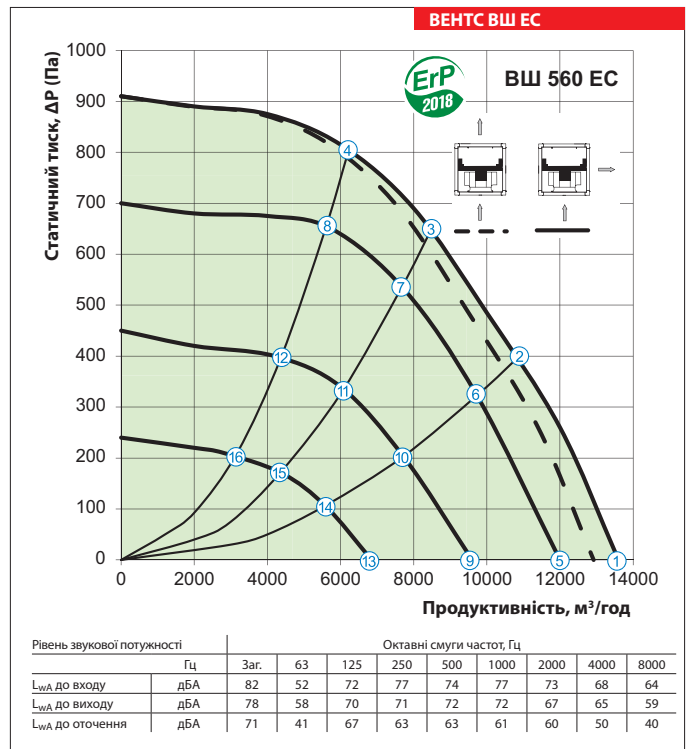 ВЕНТС ВШ ЕС
Статичний тиск, ΔP (Па)
1000
900
800
700
600
500
400
300
200
100
0
ErP
2018
ВШ 560 ЕС
4
3
8
7
12
2
11
6
16
15
10
14
13
9
5
1
0 2000 4000 6000 8000 10000 12000 14000
Продуктивність, м³/год
Рівень звукової потужності Октавні смуги частот, Гц
Гц Заг. 63 125 250 500 1000 2000 4000 8000
LwA до входу дБА 82 52 72 77 74 77 73 68 64
LwA до виходу дБА 78 58 70 71 72 72 67 65 59
LwA до оточення дБА 71 41 67 63 63 61 60 50 40